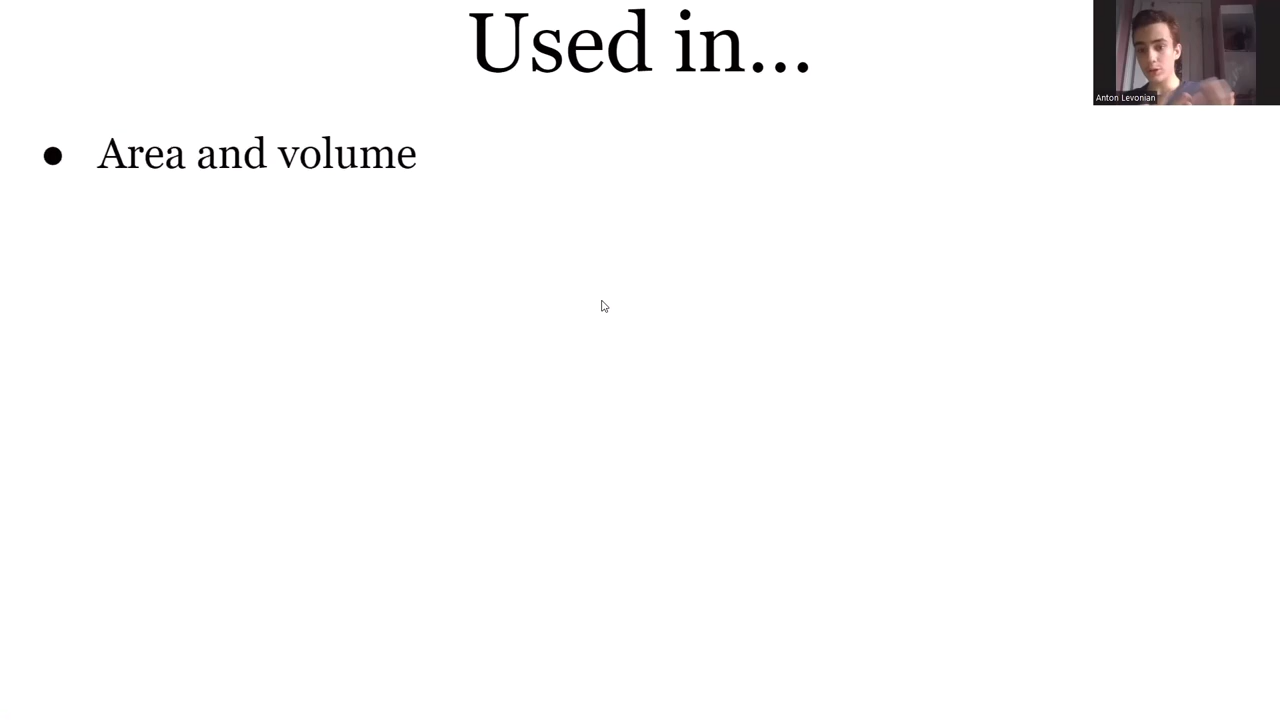 Used in...
Anton Levonian
● Area and volume